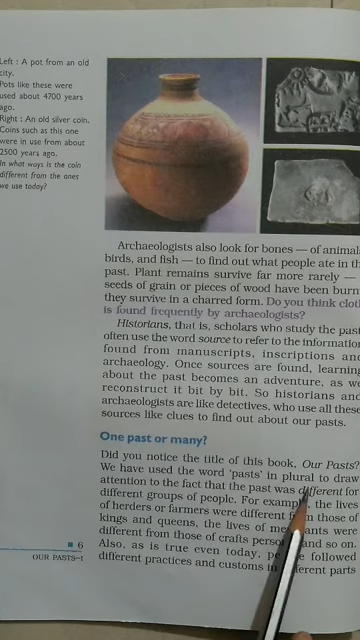 Left : A pot from an old
city.
Pots like these were
used about 4700 years
ago.
Right : An old silver coin.
Coins such as this one
were in use from about
2500 years ago.
In what ways is the coin
different from the ones
we use today?
Archaeologists also look for bones — of animal
birds, and fish — to find out what people ate in th
past. Plant remains survive far more rarely —
seeds of grain or pieces of wood have been burn
they survive in a charred form. Do you think clot
is found frequently by archaeologists?
Historians, that is, scholars who study the past
often use the word source to refer to the information
found from manuscripts, inscriptions and
archaeology. Once sources are found, learning
about the past becomes an adventure, as we
reconstruct it bit by bit. So historians and
archaeologists are like detectives, who use all these
sources like clues to find out about our pasts.
One past or many?
Did you notice the title of this book, Our Pasts?
We have used the word 'pasts' in plural to draw
attention to the fact that the past was different for
different groups of people. For the lives
of herders or farmers were different those of
kings and queens, the lives of were
different from those of crafts and so on.
Also, as is true even today, followed
different practices and customs in parts
6
OUR PASTS–I